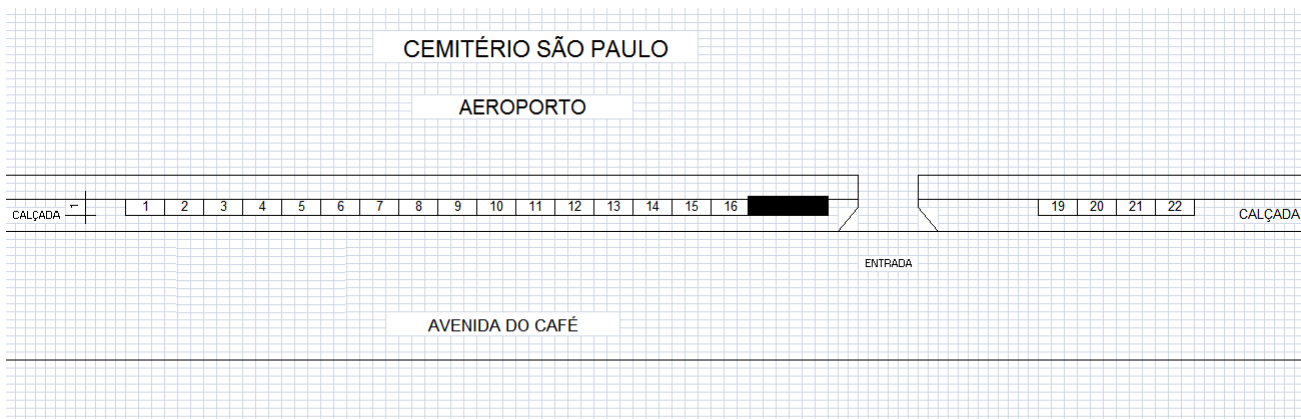 CEMITÉRIO SÃO PAULO
AEROPORTO
CALÇADA 1 1 2 3 4 5 6 7 8 9 10 11 12 13 14 15 16 19 20 21 22 CALÇADA
ENTRADA
AVENIDA DO CAFÉ